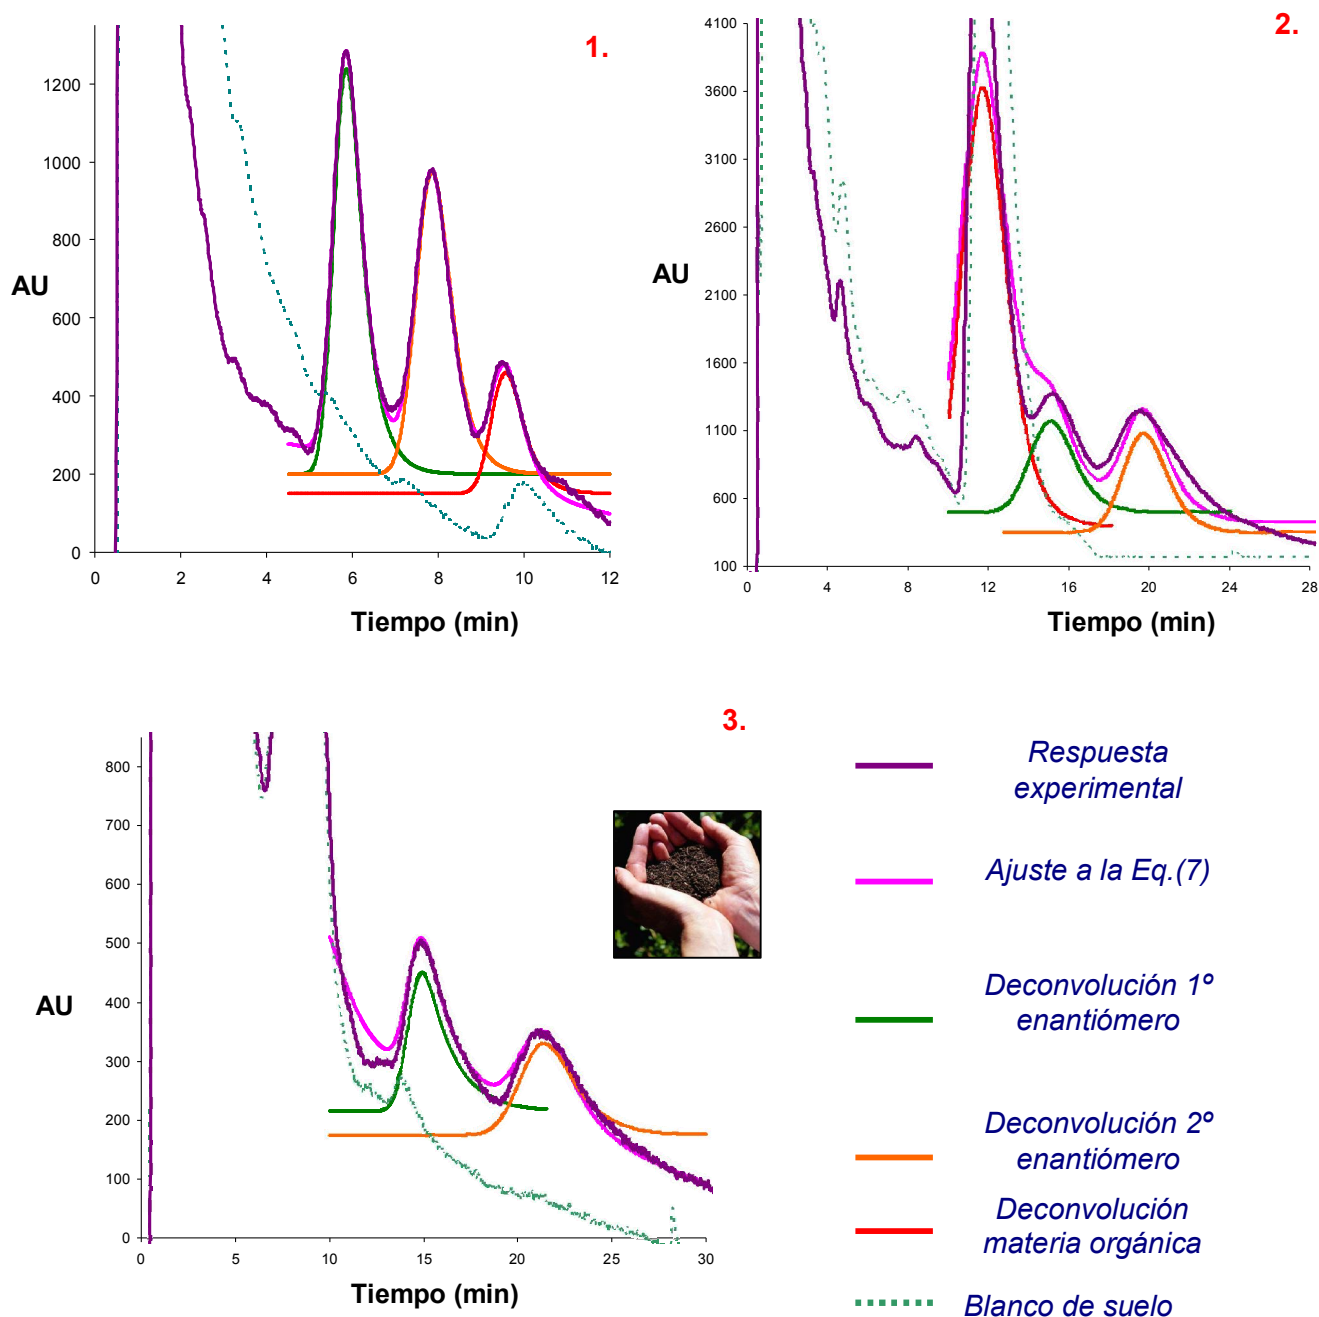 1.
1200
1000
800
600
400
200
0
AU
0 2 4 6 8 10 12
Tiempo (min)
2.
4100
3600
3100
2600
2100
1600
1100
600
100
AU
0 4 8 12 16 20 24 28
Tiempo (min)
3.
800
700
600
500
400
300
200
100
0
AU
0 5 10 15 20 25 30
Tiempo (min)
Respuesta
experimental
Ajuste a la Eq.(7)
Deconvolución 1º
enantiómero
Deconvolución 2º
enantiómero
Deconvolución
materia orgánica
Blanco de suelo